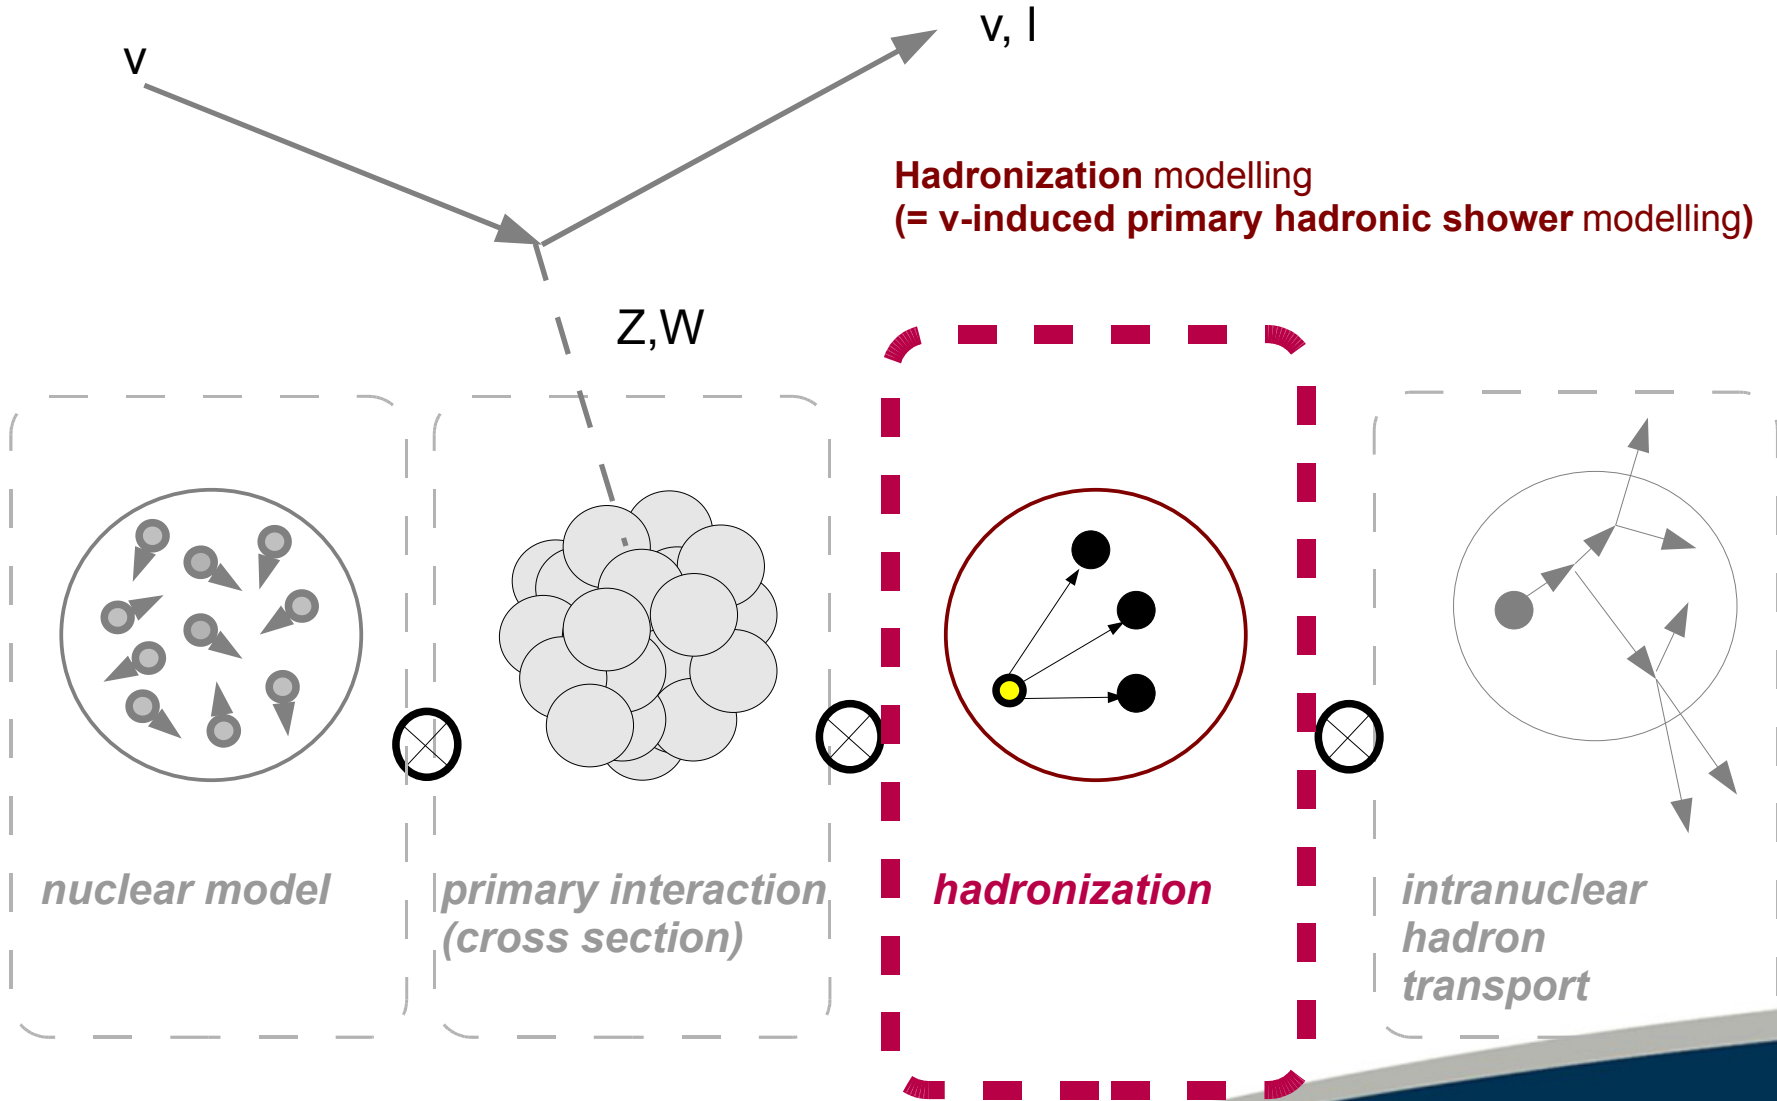 v
v, l
Hadronization modelling
(= v-induced primary hadronic shower modelling)
Z,W
nuclear model
primary interaction
(cross section)
hadronization
intranuclear
hadron
transport